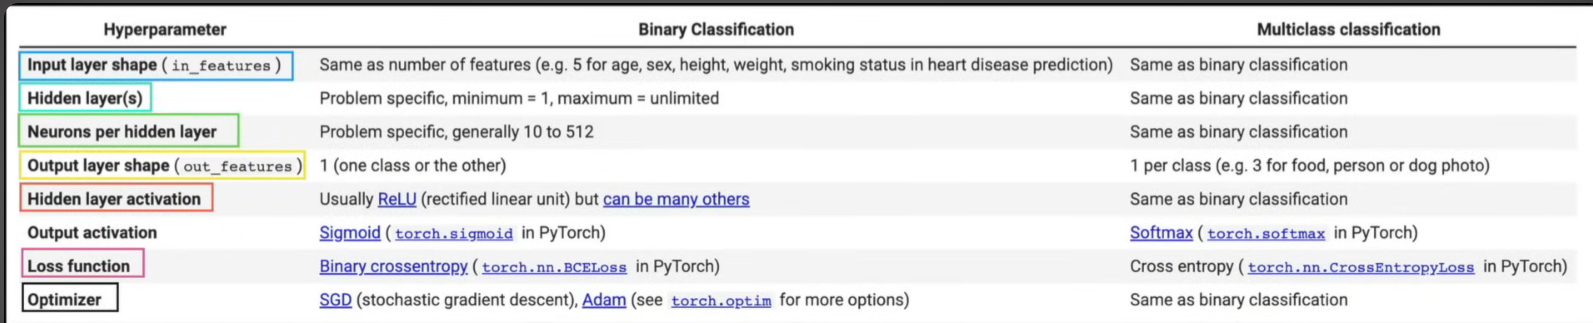 Hyperparameter Binary Classification Multiclass classification
Input layer shape ( in_features ) Same as number of features (e.g. 5 for age, sex, height, weight, smoking status in heart disease prediction) Same as binary classification
Hidden layer(s) Problem specific, minimum = 1, maximum = unlimited Same as binary classification
Neurons per hidden layer Problem specific, generally 10 to 512 Same as binary classification
Output layer shape ( out_features ) 1 (one class or the other) 1 per class (e.g. 3 for food, person or dog photo)
Hidden layer activation Usually ReLU (rectified linear unit) but can be many others Same as binary classification
Output activation Sigmoid ( torch.sigmoid in PyTorch) Softmax ( torch.softmax in PyTorch)
Loss function Binary crossentropy ( torch.nn.BCELoss in PyTorch) Cross entropy ( torch.nn.CrossEntropyLoss in PyTorch)
Optimizer SGD (stochastic gradient descent), Adam (see torch.optim for more options) Same as binary classification